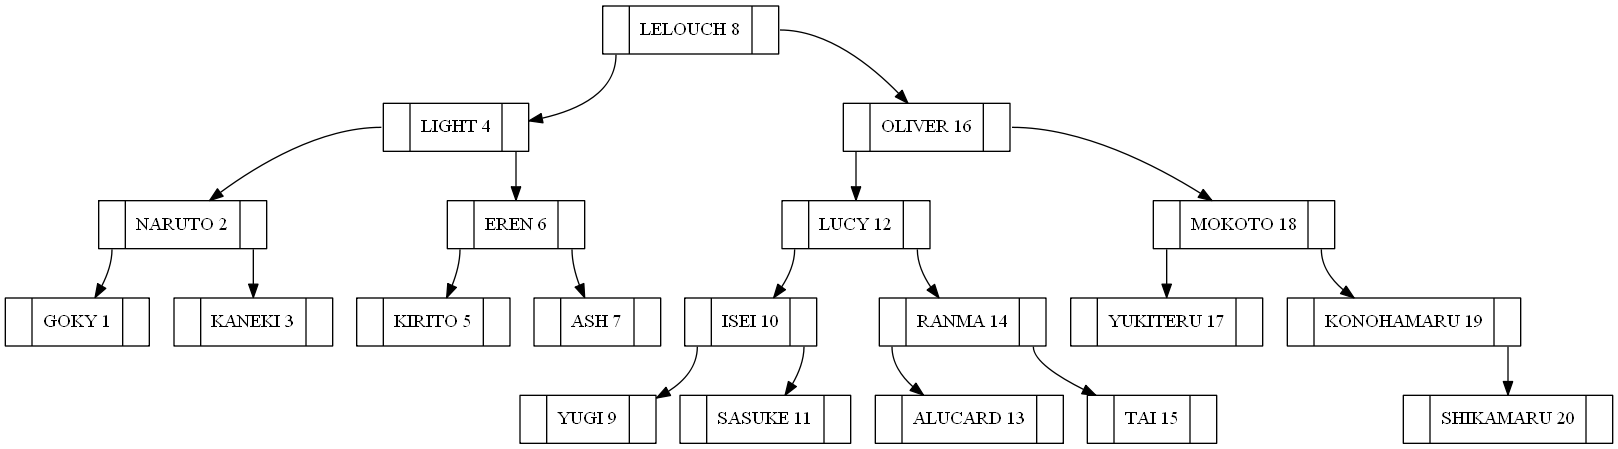 LELOUCH 8
LIGHT 4
OLIVER 16
NARUTO 2
EREN 6
LUCY 12
MOKOTO 18
GOKY 1
KANEKI 3
KIRITO 5
ASH 7
ISEI 10
RANMA 14
YUKITERU 17
KONOHAMARU 19
YUGI 9
SASUKE 11
ALUCARD 13
TAI 15
SHIKAMARU 20